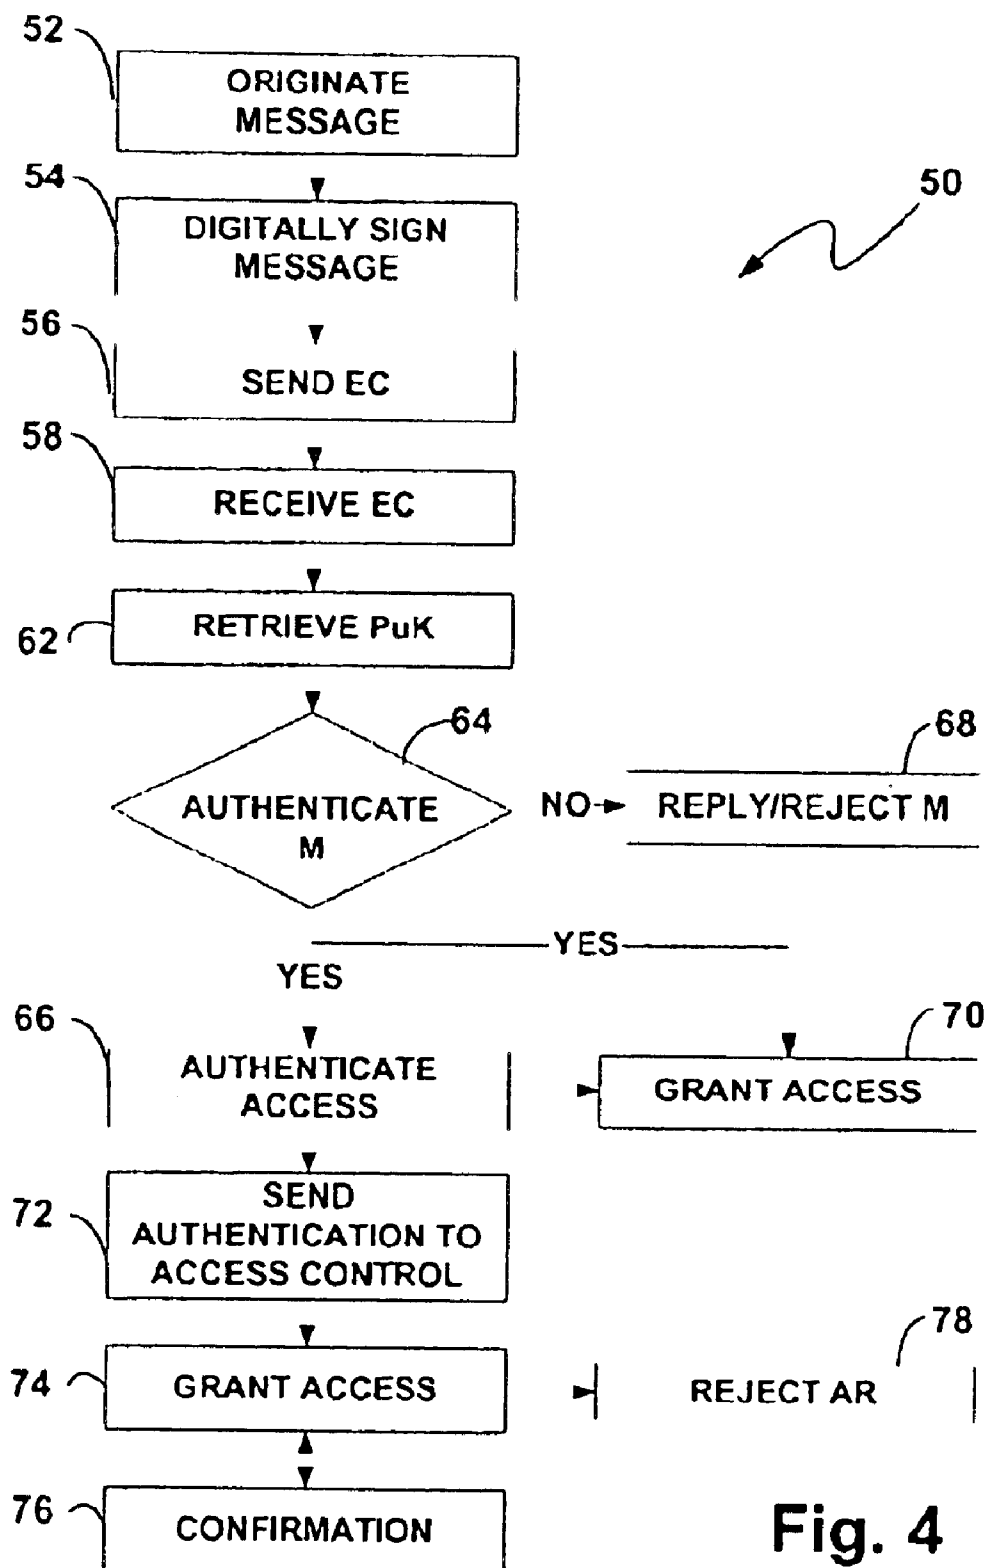 52
ORIGINATE
MESSAGE
54
DIGITALLY SIGN
MESSAGE
50
56
SEND EC
58
RECEIVE EC
62
RETRIEVE PuK
64
AUTHENTICATE
M
NO
68
REPLY/REJECT M
YES
YES
66
AUTHENTICATE
ACCESS
70
GRANT ACCESS
72
SEND
AUTHENTICATION TO
ACCESS CONTROL
74
GRANT ACCESS
78
REJECT AR
76
CONFIRMATION
Fig. 4